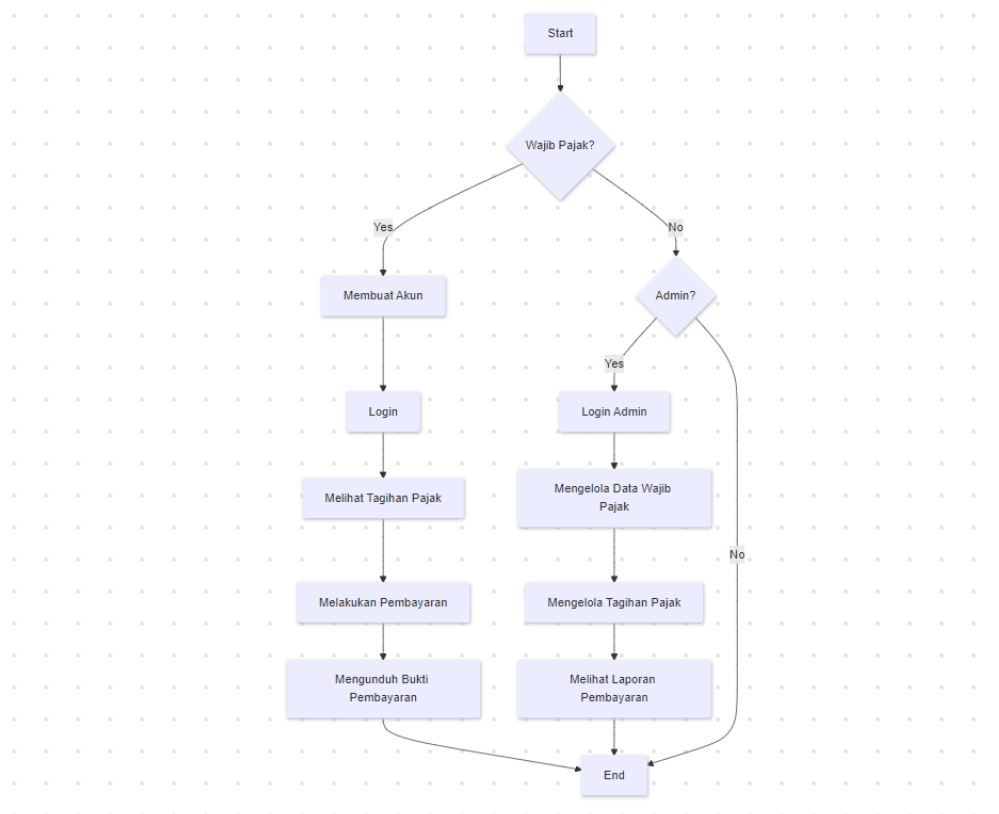 Start
Wajib Pajak?
Yes
No
Membuat Akun
Admin?
Yes
Login
Login Admin
Melihat Tagihan Pajak
Mengelola Data Wajib
Pajak
No
Melakukan Pembayaran
Mengelola Tagihan Pajak
Mengunduh Bukti
Pembayaran
Melihat Laporan
Pembayaran
End